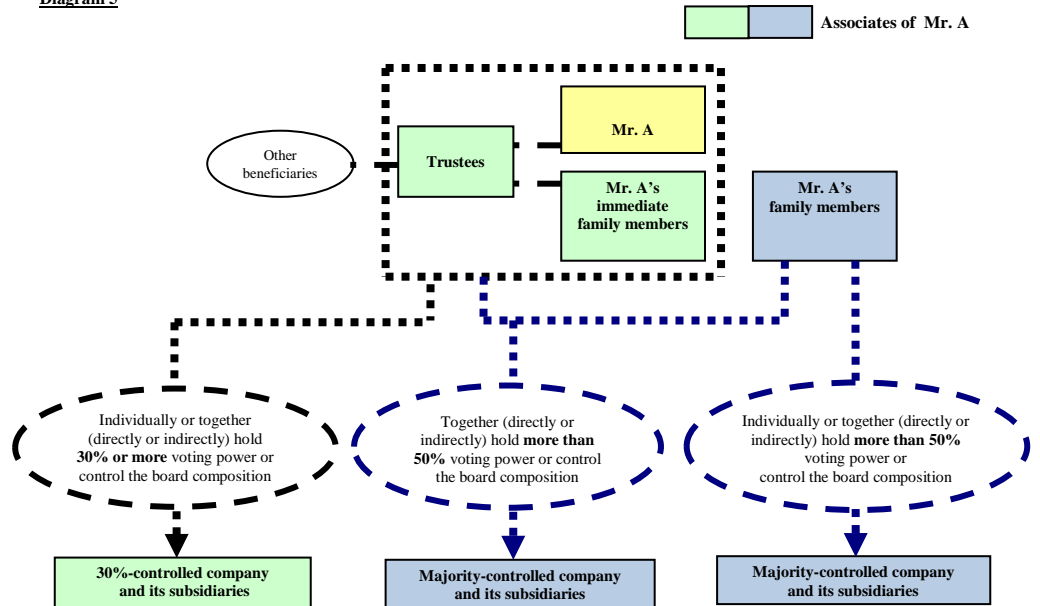 Diagram 3
Associates of Mr. A
Other
beneficiaries
Trustees
Mr. A
Mr. A's
immediate
family members
Mr. A's
family members
Individually or together
(directly or indirectly) hold
30% or more voting power or
control the board composition
Together (directly or
indirectly) hold more than
50% voting power or control
the board composition
Individually or together (directly or
indirectly) hold more than 50%
voting power or
control the board composition
30%-controlled company
and its subsidiaries
Majority-controlled company
and its subsidiaries
Majority-controlled company
and its subsidiaries